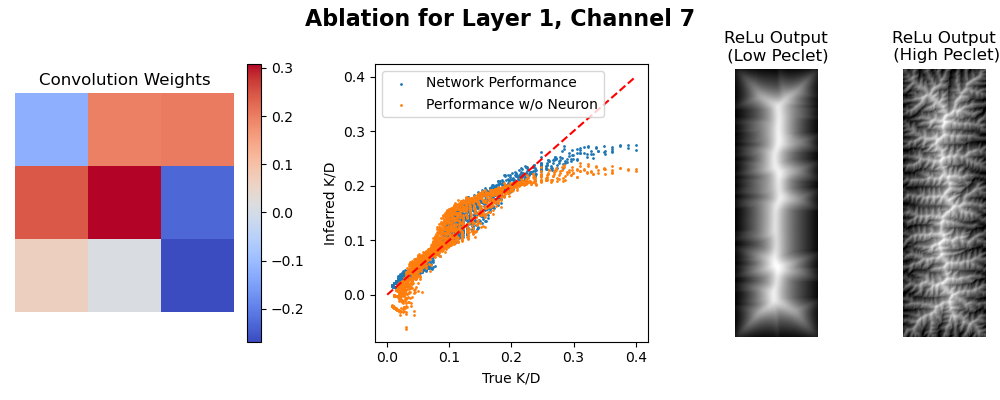 Ablation for Layer 1, Channel 7
Convolution Weights
0.3
0.2
0.1
0.0
−0.1
−0.2
Network Performance
Performance w/o Neuron
0.4
0.3
0.2
0.1
0.0
Inferred K/D
0.0
0.1
0.2
0.3
0.4
True K/D
ReLu Output
(Low Peclet)
ReLu Output
(High Peclet)